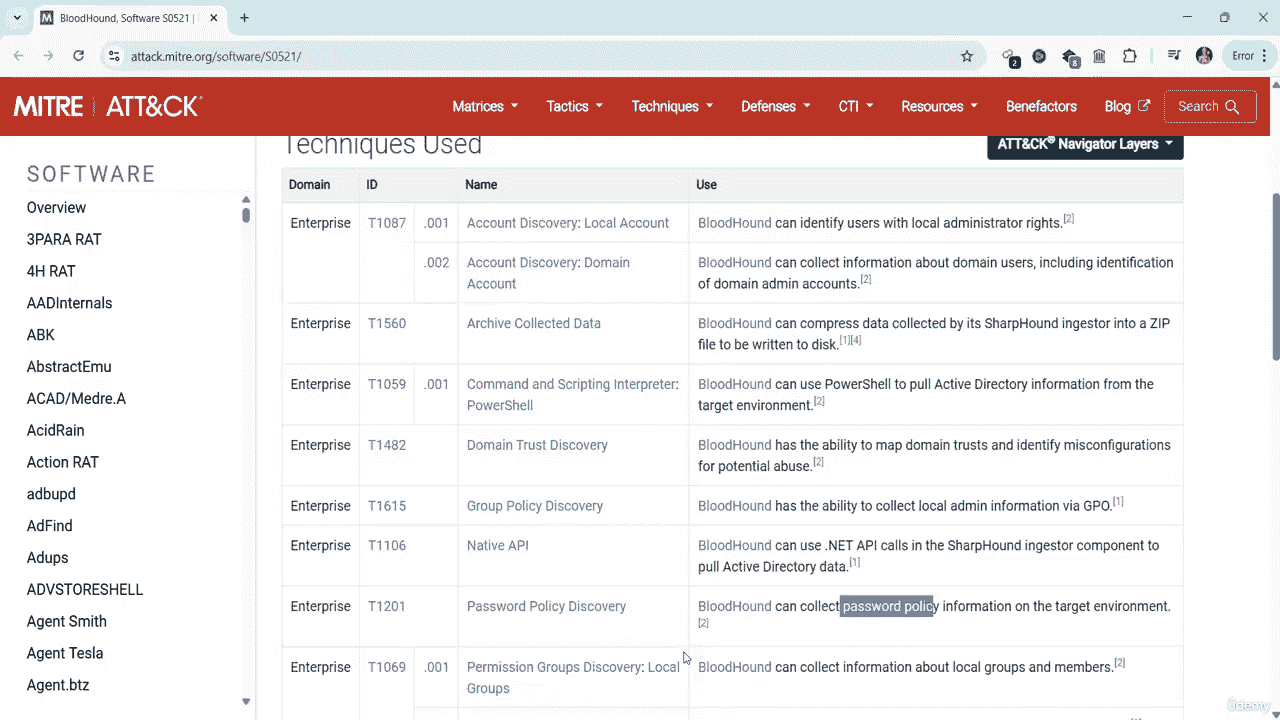 BloodHound, Software S0521 |
attack.mitre.org/software/S0521/
2
8
Error
MITRE | ATT&CK
Matrices
Tactics
Techniques
Defenses
CTI
Resources
Benefactors
Blog
Search
Techniques Used
ATT&CK® Navigator Layers
SOFTWARE
Overview
3PARA RAT
4H RAT
AADInternals
ABK
AbstractEmu
ACAD/Medre.A
AcidRain
Action RAT
adbupd
AdFind
Adups
ADVSTORESHELL
Agent Smith
Agent Tesla
Agent.btz
Domain ID Name Use
Enterprise T1087 .001 Account Discovery: Local Account BloodHound can identify users with local administrator rights.[2]
.002 Account Discovery: Domain BloodHound can collect information about domain users, including identification
Account of domain admin accounts.[2]
Enterprise T1560 Archive Collected Data BloodHound can compress data collected by its SharpHound ingestor into a ZIP
file to be written to disk.[1][4]
Enterprise T1059 .001 Command and Scripting Interpreter: BloodHound can use PowerShell to pull Active Directory information from the
PowerShell target environment.[2]
Enterprise T1482 Domain Trust Discovery BloodHound has the ability to map domain trusts and identify misconfigurations
for potential abuse.[2]
Enterprise T1615 Group Policy Discovery BloodHound has the ability to collect local admin information via GPO.[1]
Enterprise T1106 Native API BloodHound can use .NET API calls in the SharpHound ingestor component to
pull Active Directory data.[1]
Enterprise T1201 Password Policy Discovery BloodHound can collect password policy information on the target environment.
[2]
Enterprise T1069 .001 Permission Groups Discovery: Local BloodHound can collect information about local groups and members.[2]
Groups
Udemy